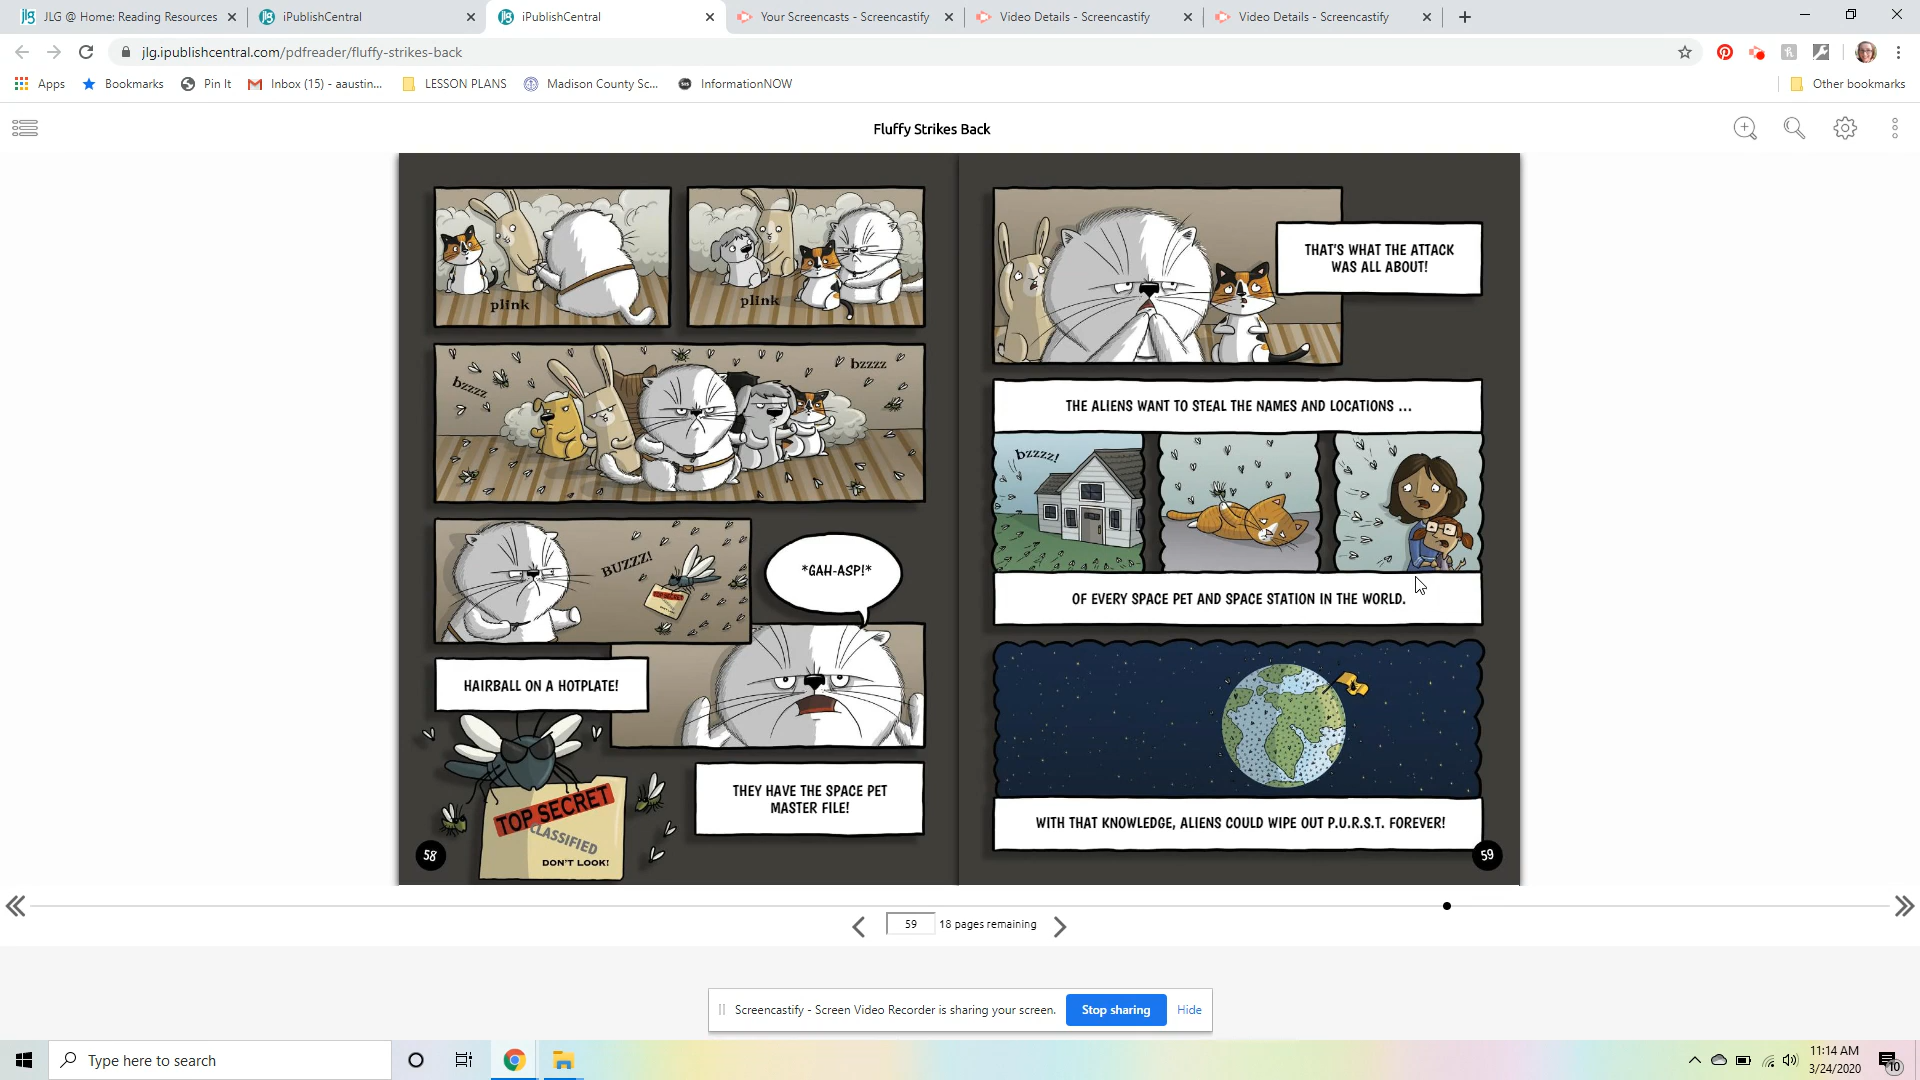 JLG @ Home: Reading Resources
iPublishCentral
iPublishCentral
Your Screencasts - Screencastify
Video Details - Screencastify
Video Details - Screencastify
jlg.ipublishcentral.com/pdfreader/fluffy-strikes-back
Apps
Bookmarks
Pin It
Inbox (15) - aaustin...
LESSON PLANS
Madison County Sc...
InformationNOW
Other bookmarks
Fluffy Strikes Back
plink
plink
bzzzz
bzzzz
BUZZZ!
TOP SECRET
*GAH-ASP!*
HAIRBALL ON A HOTPLATE!
THEY HAVE THE SPACE PET
MASTER FILE!
TOP SECRET
CLASSIFIED
DON'T LOOK!
58
THAT'S WHAT THE ATTACK
WAS ALL ABOUT!
THE ALIENS WANT TO STEAL THE NAMES AND LOCATIONS ...
bzzzz!
OF EVERY SPACE PET AND SPACE STATION IN THE WORLD.
WITH THAT KNOWLEDGE, ALIENS COULD WIPE OUT P.U.R.S.T. FOREVER!
59
59
18 pages remaining
Screencastify - Screen Video Recorder is sharing your screen.
Stop sharing
Hide
Type here to search
11:14 AM
3/24/2020
10